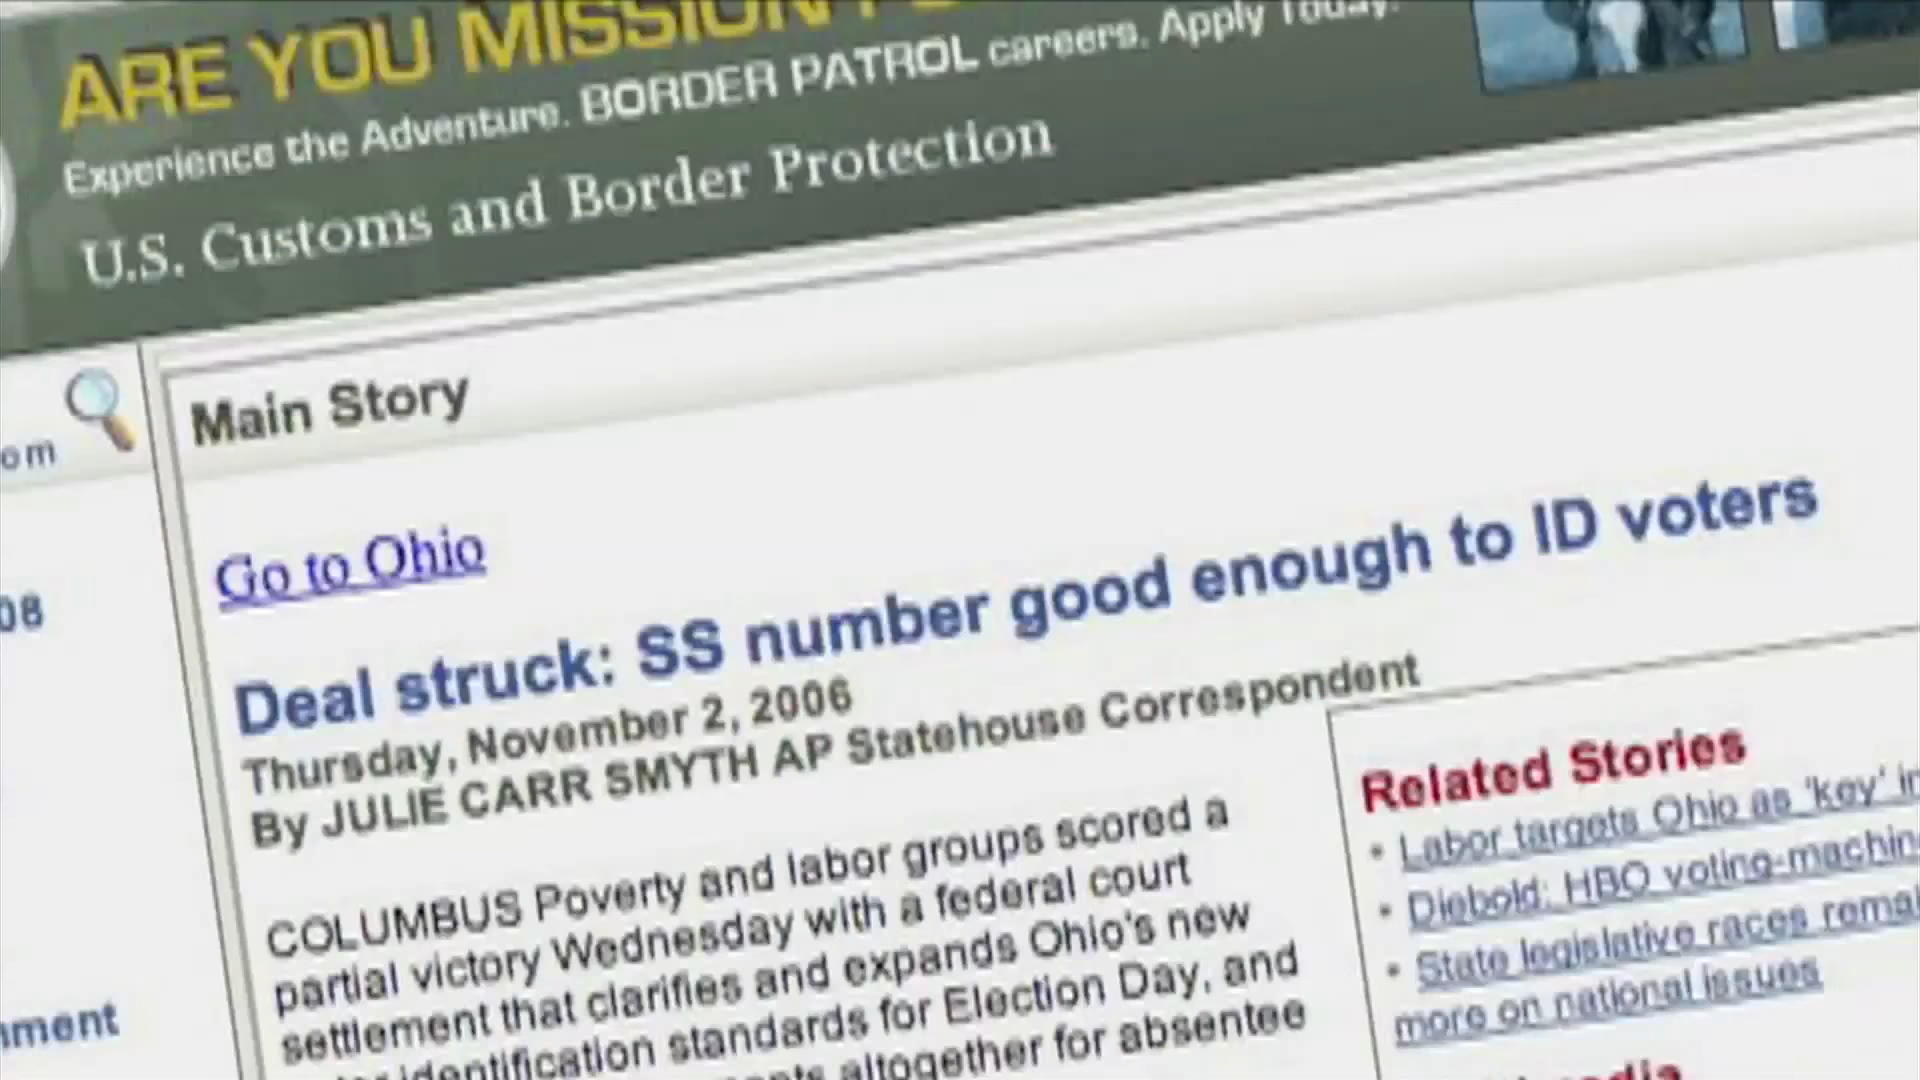 ARE YOU MISSION
Experience the Adventure. BORDER PATROL careers. Apply Today.
U.S. Customs and Border Protection
Main Story
om
Go to Ohio
08
Deal struck: SS number good enough to ID voters
Thursday, November 2, 2006
By JULIE CARR SMYTH AP Statehouse Correspondent
COLUMBUS Poverty and labor groups scored a
partial victory Wednesday with a federal court
settlement that clarifies and expands Ohio's new
identification standards for Election Day, and
altogether for absentee
Related Stories
• Labor targets Ohio as 'key' in
• Diebold: HBO voting-machin
• State legislative races remai
more on national issues
nment